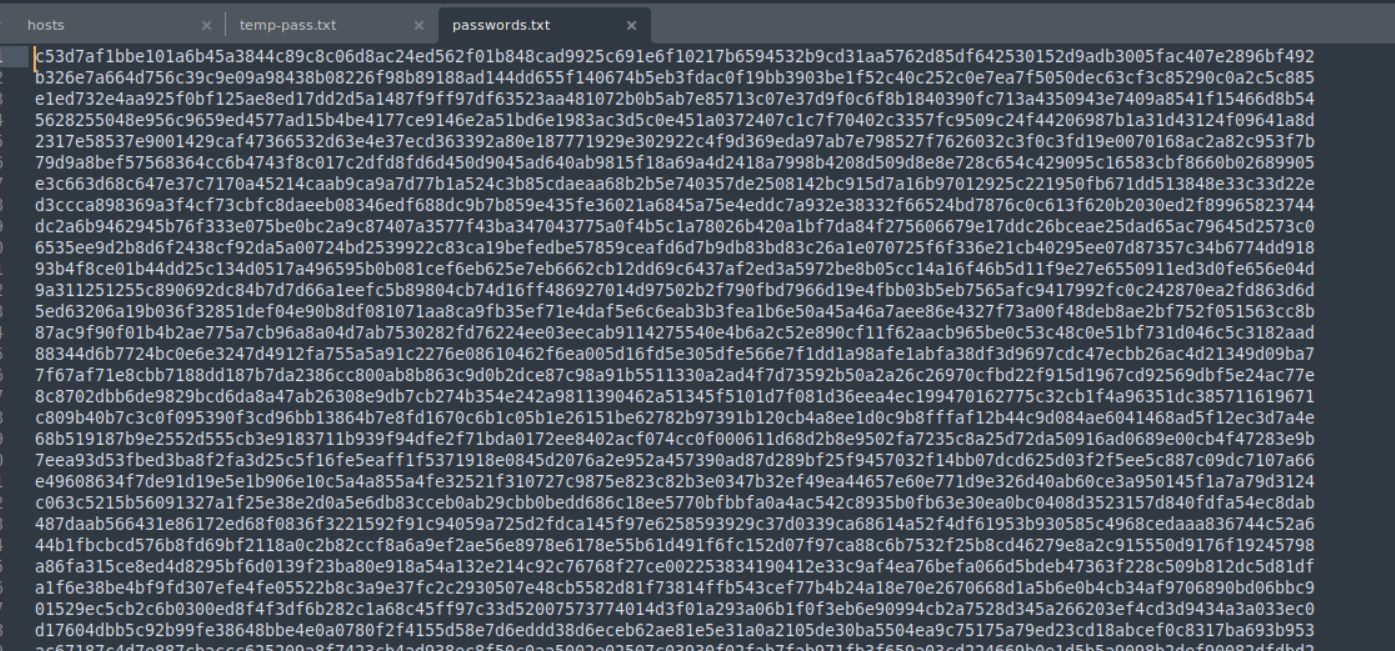 hosts × temp-pass.txt × passwords.txt ×
c53d7af1bbe101a6b45a3844c89c8c06d8ac24ed562f01b848cad9925c691e6f10217b6594532b9cd31aa5762d85df642530152d9adb3005fac407e2896bf492
b326e7a664d756c39c9e09a98438b08226f98b89188ad144dd655f140674b5eb3fdac0f19bb3903be1f52c40c252c0e7ea7f5050dec63cf3c85290c0a2c5c885
e1ed732e4aa925f0bf125ae8ed17dd2d5a1487f9ff97df63523aa481072b0b5ab7e85713c07e37d9f0c6f8b1840390fc713a4350943e7409a8541f15466d8b54
5628255048e956c9659ed4577ad15b4be4177ce9146e2a51bd6e1983ac3d5c0e451a0372407c1c7f70402c3357fc9509c24f44206987b1a31d43124f09641a8d
2317e58537e9001429caf47366532d63e4e37ecd363392a80e187771929e302922c4f9d369eda97ab7e798527f7626032c3f0c3fd19e0070168ac2a82c953f7b
79d9a8bef57568364cc6b4743f8c017c2dfd8fd6d450d9045ad640ab9815f18a69a4d2418a7998b4208d509d8e8e728c654c429095c16583cbf8660b02689905
e3c663d68c647e37c7170a45214caab9ca9a7d77b1a524c3b85cdaeaa68b2b5e740357de2508142bc915d7a16b97012925c221950fb671dd513848e33c33d22e
d3ccca898369a3f4cf73cbfc8daeeb08346edf688dc9b7b859e435fe36021a6845a75e4eddc7a932e38332f66524bd7876c0c613f620b2030ed2f89965823744
dc2a6b9462945b76f333e075be0bc2a9c87407a3577f43ba347043775a0f4b5c1a78026b420a1bf7da84f275606679e17ddc26bceae25dad65ac79645d2573c0
6535ee9d2b8d6f2438cf92da5a00724bd2539922c83ca19befedbe57859ceafd6d7b9db83bd83c26a1e070725f6f336e21cb40295ee07d87357c34b6774dd918
93b4f8ce01b44dd25c134d0517a496595b0b081cef6eb625e7eb6662cb12dd69c6437af2ed3a5972be8b05cc14a16f46b5d11f9e27e6550911ed3d0fe656e04d
9a311251255c890692dc84b7d7d66a1eefc5b89804cb74d16ff486927014d97502b2f790fbd7966d19e4fbb03b5eb7565afc9417992fc0c242870ea2fd863d6d
5ed63206a19b036f32851def04e90b8df081071aa8ca9fb35ef71e4daf5e6c6eab3b3fea1b6e50a45a46a7aee86e4327f73a00f48deb8ae2bf752f051563cc8b
87ac9f90f01b4b2ae775a7cb96a8a04d7ab7530282fd76224ee03eecab9114275540e4b6a2c52e890cf11f62aacb965be0c53c48c0e51bf731d046c5c3182aad
88344d6b7724bc0e6e3247d4912fa755a5a91c2276e08610462f6ea005d16fd5e305dfe566e7f1dd1a98afe1abfa38df3d9697cdc47ecbb26ac4d21349d09ba7
7f67af71e8cbb7188dd187b7da2386cc800ab8b863c9d0b2dce87c98a91b5511330a2ad4f7d73592b50a2a26c26970cfbd22f915d1967cd92569dbf5e24ac77e
8c8702dbb6de9829bcd6da8a47ab26308e9db7cb274b354e242a9811390462a51345f5101d7f081d36eea4ec199470162775c32cb1f4a96351dc385711619671
c809b40b7c3c0f095390f3cd96bb13864b7e8fd1670c6b1c05b1e26151be62782b97391b120cb4a8ee1d0c9b8fffaf12b44c9d084ae6041468ad5f12ec3d7a4e
68b519187b9e2552d555cb3e9183711b939f94dfe2f71bda0172ee8402acf074cc0f000611d68d2b8e9502fa7235c8a25d72da50916ad0689e00cb4f47283e9b
7eea93d53fbed3ba8f2fa3d25c5f16fe5eaff1f5371918e0845d2076a2e952a457390ad87d289bf25f9457032f14bb07dcd625d03f2f5ee5c887c09dc7107a66
e49608634f7de91d19e5e1b906e10c5a4a855a4fe32521f310727c9875e823c82b3e0347b32ef49ea44657e60e771d9e326d40ab60ce3a950145f1a7a79d3124
c063c5215b56091327a1f25e38e2d0a5e6db83cceb0ab29cbb0bedd686c18ee5770bfbbfa0a4ac542c8935b0fb63e30ea0bc0408d3523157d840fdfa54ec8dab
487daab566431e86172ed68f0836f3221592f91c94059a725d2fdca145f97e6258593929c37d0339ca68614a52f4df61953b930585c4968cedaaa836744c52a6
44b1fbcbcd576b8fd69bf2118a0c2b82ccf8a6a9ef2ae56e8978e6178e55b61d491f6fc152d07f97ca88c6b7532f25b8cd46279e8a2c915550d9176f19245798
a86fa315ce8ed4d8295bf6d0139f23ba80e918a54a132e214c92c76768f27ce002253834190412e33c9af4ea76befa066d5bdeb47363f228c509b812dc5d81df
a1f6e38be4bf9fd307efe4fe05522b8c3a9e37fc2c2930507e48cb5582d81f73814ffb543cef77b4b24a18e70e2670668d1a5b6e0b4cb34af9706890bd06bbc9
01529ec5cb2c6b0300ed8f4f3df6b282c1a68c45ff97c33d52007573774014d3f01a293a06b1f0f3eb6e90994cb2a7528d345a266203ef4cd3d9434a3a033ec0
d17604dbb5c92b99fe38648bbe4e0a0780f2f4155d58e7d6eddd38d6eceb62ae81e5e31a0a2105de30ba5504ea9c75175a79ed23cd18abcef0c8317ba693b953